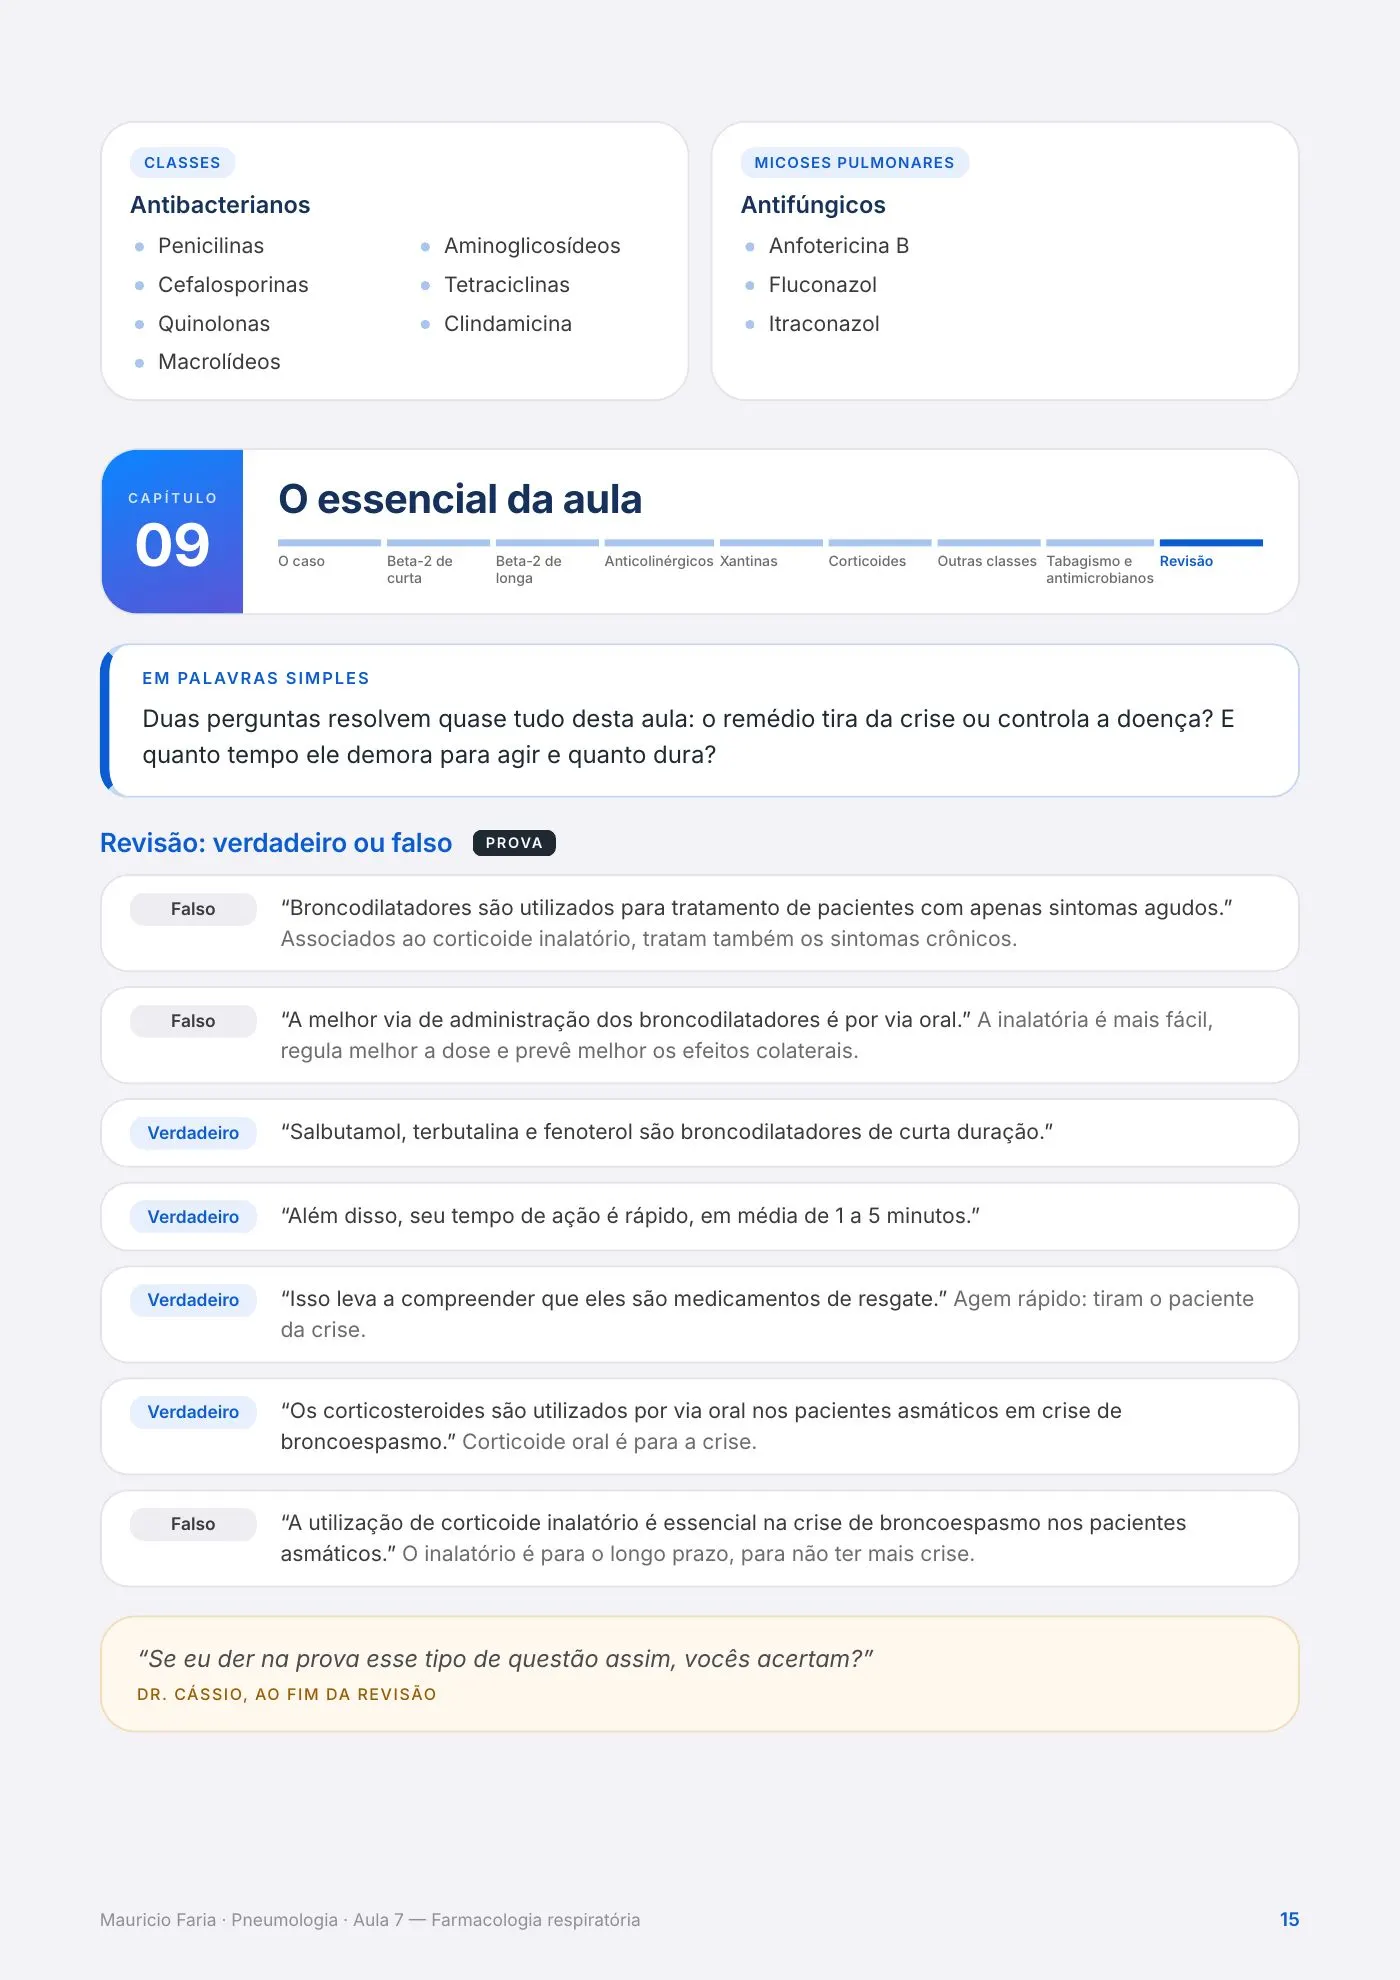 CLASSES
Antibacterianos
Penicilinas
Cefalosporinas
Quinolonas
Macrolídeos
Aminoglicosídeos
Tetraciclinas
Clindamicina
MICOSES PULMONARES
Antifúngicos
Anfotericina B
Fluconazol
Itraconazol
CAPÍTULO
09
O essencial da aula
O caso
Beta-2 de
curta
Beta-2 de
longa
Anticolinérgicos
Xantinas
Corticoides
Outras classes
Tabagismo e
antimicrobianos
Revisão
EM PALAVRAS SIMPLES
Duas perguntas resolvem quase tudo desta aula: o remédio tira da crise ou controla a doença? E
quanto tempo ele demora para agir e quanto dura?
Revisão: verdadeiro ou falso PROVA
Falso
“Broncodilatadores são utilizados para tratamento de pacientes com apenas sintomas agudos.”
Associados ao corticoide inalatório, tratam também os sintomas crônicos.
Falso
“A melhor via de administração dos broncodilatadores é por via oral.” A inalatória é mais fácil,
regula melhor a dose e prevê melhor os efeitos colaterais.
Verdadeiro
“Salbutamol, terbutalina e fenoterol são broncodilatadores de curta duração.”
Verdadeiro
“Além disso, seu tempo de ação é rápido, em média de 1 a 5 minutos.”
Verdadeiro
“Isso leva a compreender que eles são medicamentos de resgate.” Agem rápido: tiram o paciente
da crise.
Verdadeiro
“Os corticosteroides são utilizados por via oral nos pacientes asmáticos em crise de
broncoespasmo.” Corticoide oral é para a crise.
Falso
“A utilização de corticoide inalatório é essencial na crise de broncoespasmo nos pacientes
asmáticos.” O inalatório é para o longo prazo, para não ter mais crise.
“Se eu der na prova esse tipo de questão assim, vocês acertam?”
DR. CÁSSIO, AO FIM DA REVISÃO
Mauricio Faria · Pneumologia · Aula 7 — Farmacologia respiratória
15